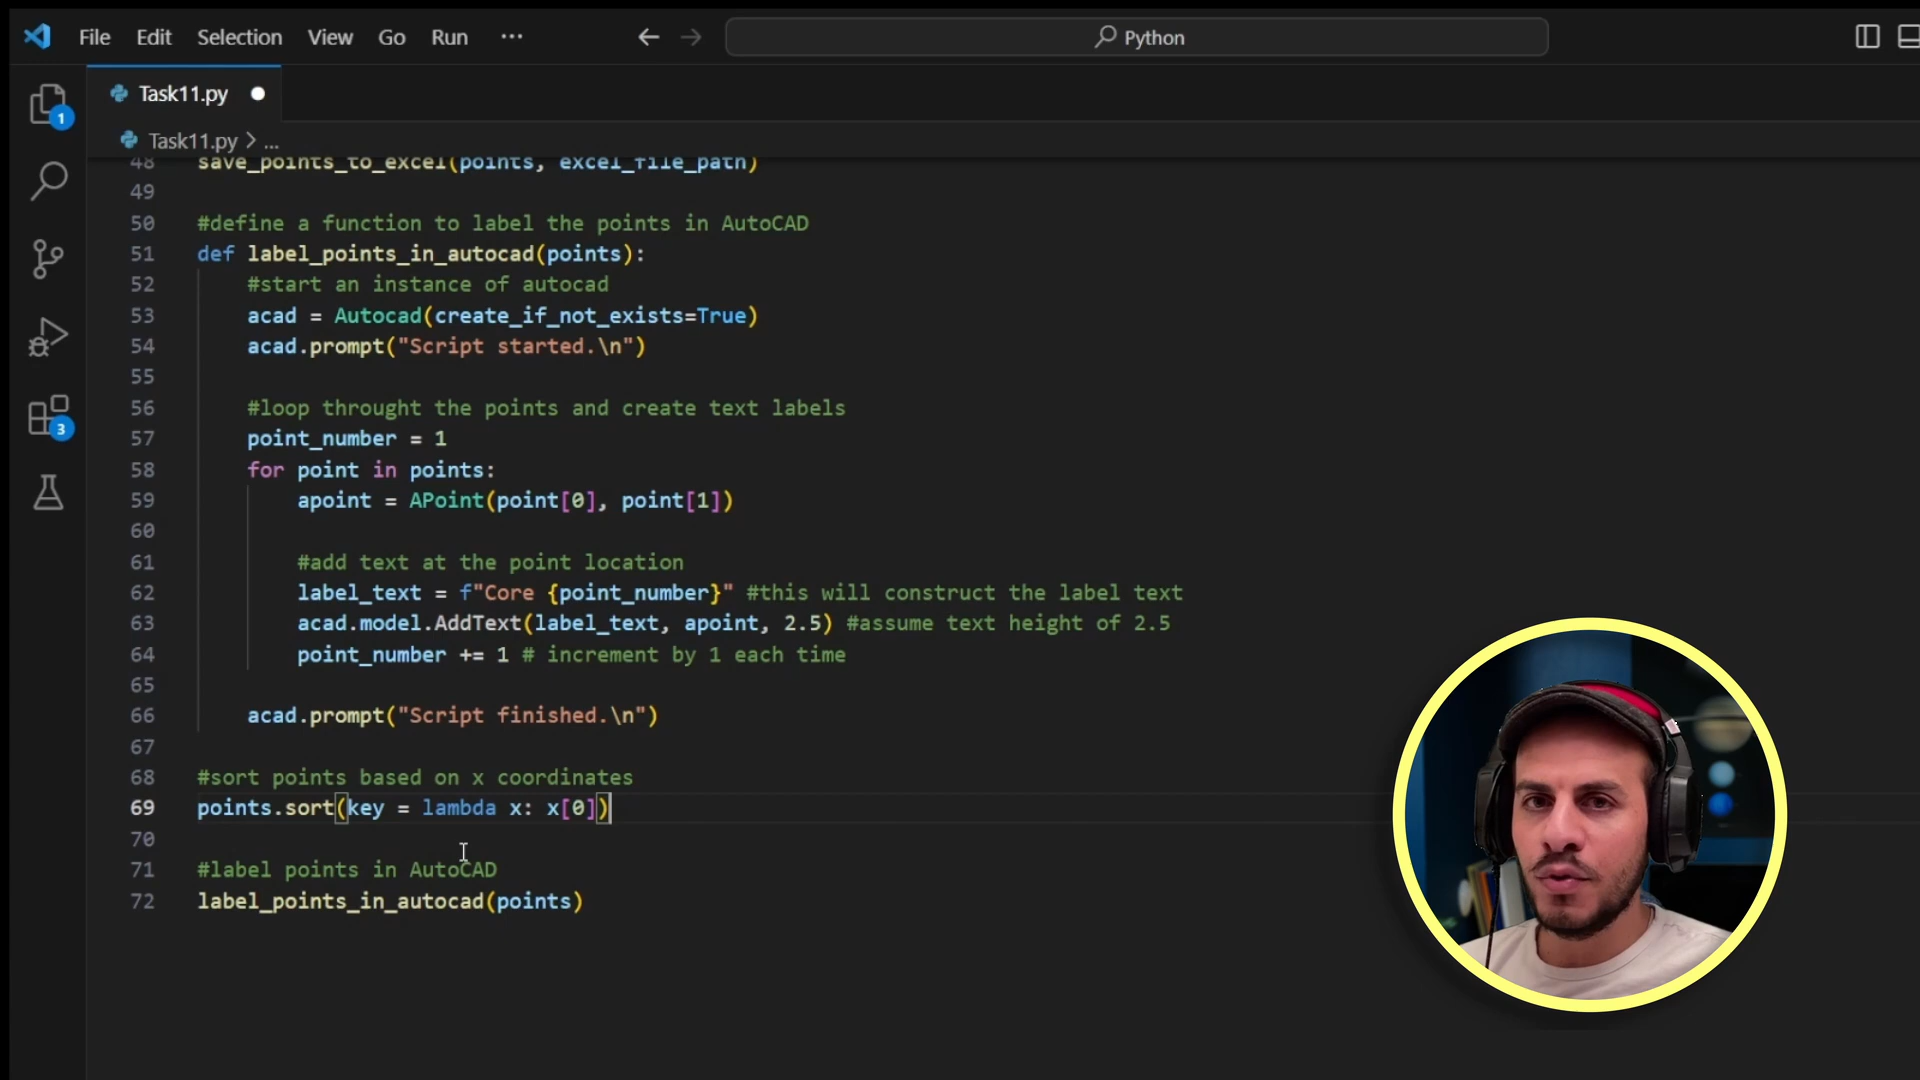 File Edit Selection View Go Run ... Python
Task11.py
Task11.py > ...
48 save_points_to_excel(points, excel_file_path)
49
50 #define a function to label the points in AutoCAD
51 def label_points_in_autocad(points):
52 #start an instance of autocad
53 acad = Autocad(create_if_not_exists=True)
54 acad.prompt("Script started.\n")
55
56 #loop throught the points and create text labels
57 point_number = 1
58 for point in points:
59 apoint = APoint(point[0], point[1])
60
61 #add text at the point location
62 label_text = f"Core {point_number}" #this will construct the label text
63 acad.model.AddText(label_text, apoint, 2.5) #assume text height of 2.5
64 point_number += 1 # increment by 1 each time
65
66 acad.prompt("Script finished.\n")
67
68 #sort points based on x coordinates
69 points.sort(key = lambda x: x[0])
70
71 #label points in AutoCAD
72 label_points_in_autocad(points)
1
3